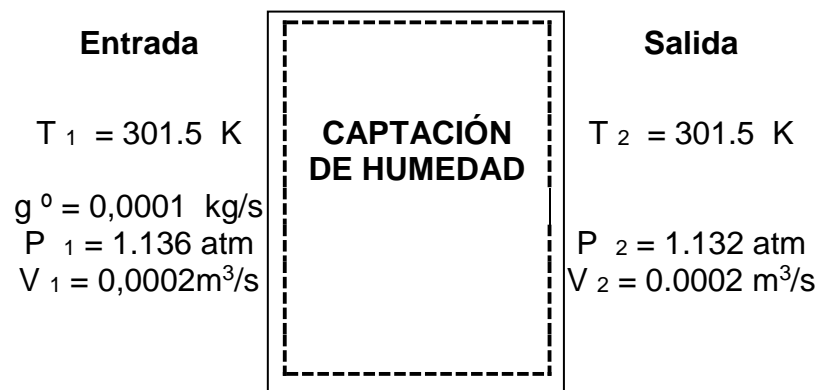 Entrada
T 1 = 301.5 K
g º = 0,0001 kg/s
P 1 = 1.136 atm
V 1 = 0,0002m³/s
CAPTACIÓN
DE HUMEDAD
Salida
T 2 = 301.5 K
P 2 = 1.132 atm
V 2 = 0.0002 m³/s